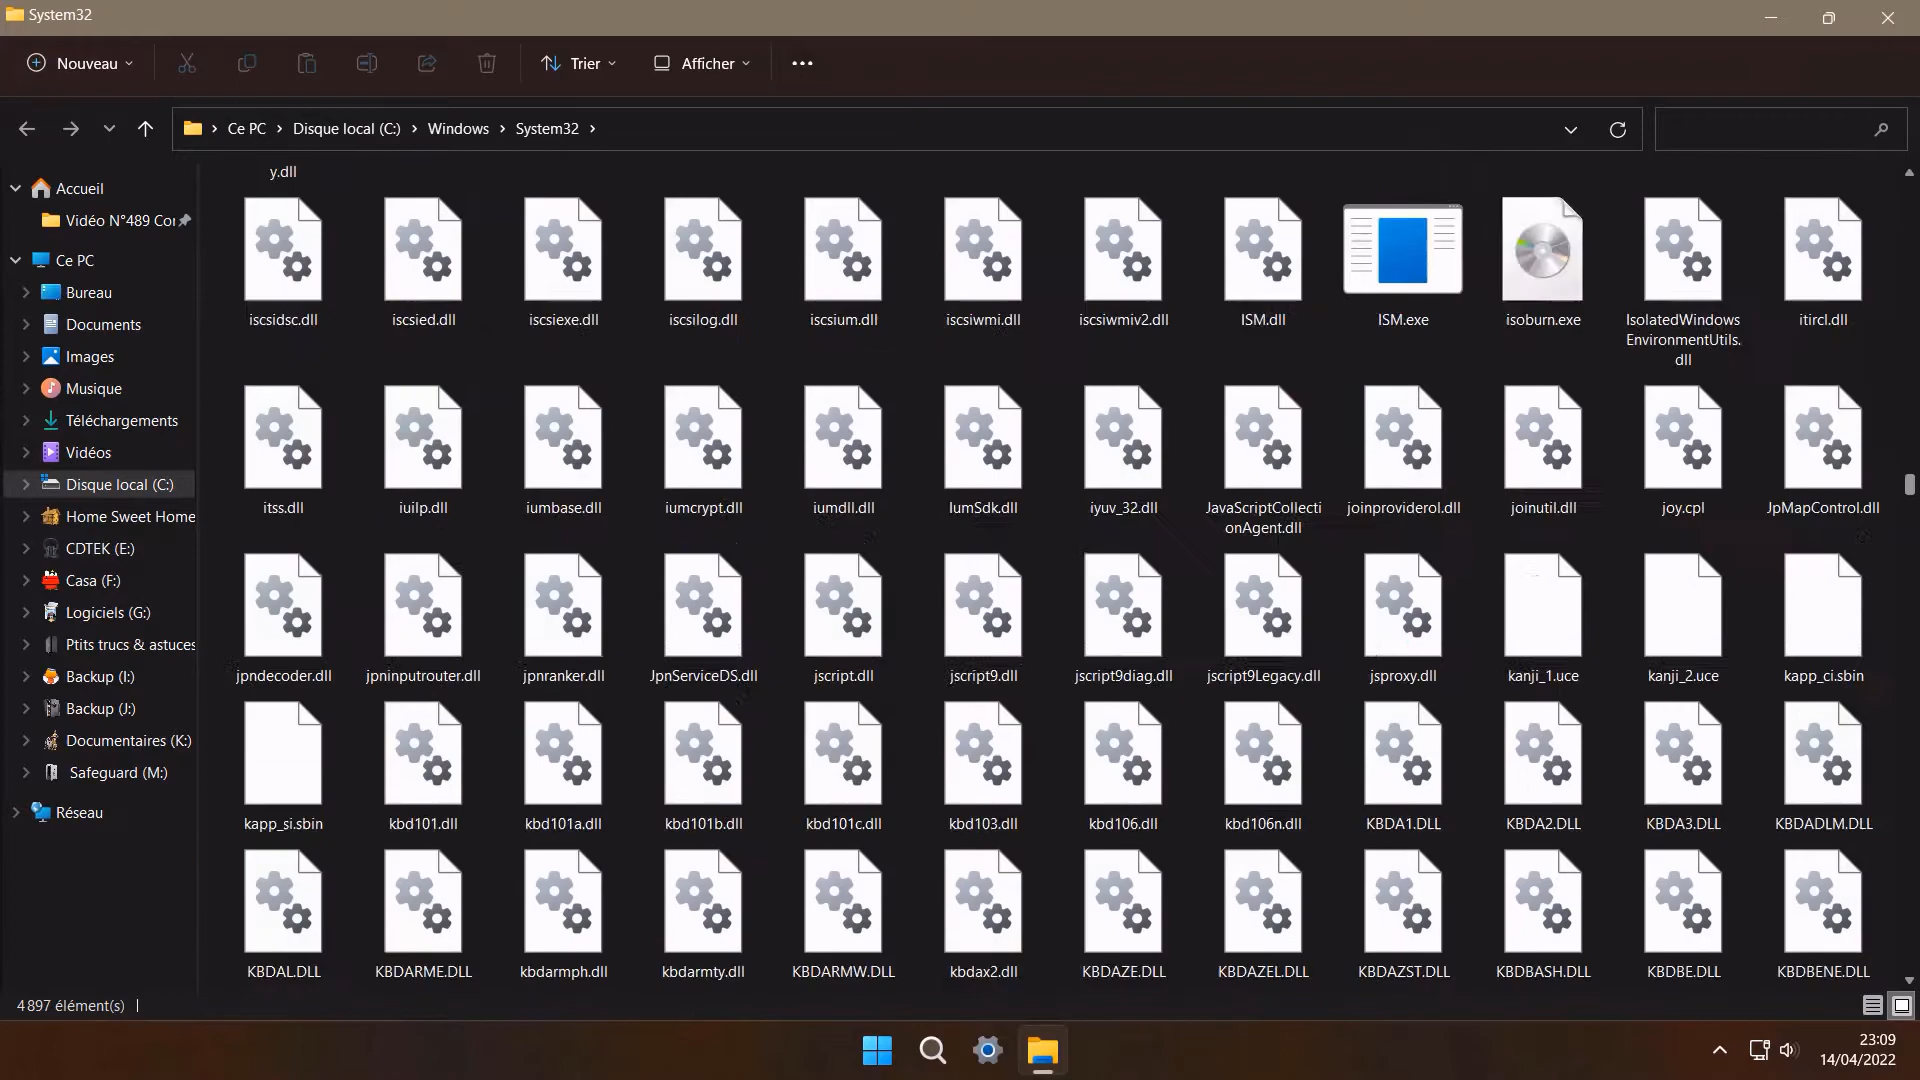 System32
Nouveau
Trier
Afficher
Ce PC
Disque local (C:)
Windows
System32
Accueil
Vidéo N°489 Cor
Ce PC
Bureau
Documents
Images
Musique
Téléchargements
Vidéos
Disque local (C:)
Home Sweet Home
CDTEK (E:)
Casa (F:)
Logiciels (G:)
Ptits trucs & astuces
Backup (I:)
Backup (J:)
Documentaires (K:)
Safeguard (M:)
Réseau
y.dll
iscsidsc.dll
iscsied.dll
iscsiexe.dll
iscsilog.dll
iscsium.dll
iscsiwmi.dll
iscsiwmiv2.dll
ISM.dll
ISM.exe
isoburn.exe
IsolatedWindows
EnvironmentUtils.
dll
itircl.dll
itss.dll
iuilp.dll
iumbase.dll
iumcrypt.dll
iumdll.dll
IumSdk.dll
iyuv_32.dll
JavaScriptCollecti
onAgent.dll
joinproviderol.dll
joinutil.dll
joy.cpl
JpMapControl.dll
jpndecoder.dll
jpninputrouter.dll
jpnranker.dll
JpnServiceDS.dll
jscript.dll
jscript9.dll
jscript9diag.dll
jscript9Legacy.dll
jsproxy.dll
kanji_1.uce
kanji_2.uce
kapp_ci.sbin
kapp_si.sbin
kbd101.dll
kbd101a.dll
kbd101b.dll
kbd101c.dll
kbd103.dll
kbd106.dll
kbd106n.dll
KBDA1.DLL
KBDA2.DLL
KBDA3.DLL
KBDADLM.DLL
KBDAL.DLL
KBDARME.DLL
kbdarmph.dll
kbdarmty.dll
KBDARMW.DLL
kbdax2.dll
KBDAZE.DLL
KBDAZEL.DLL
KBDAZST.DLL
KBDBASH.DLL
KBDBE.DLL
KBDBENE.DLL
4 897 élément(s)
23:09
14/04/2022